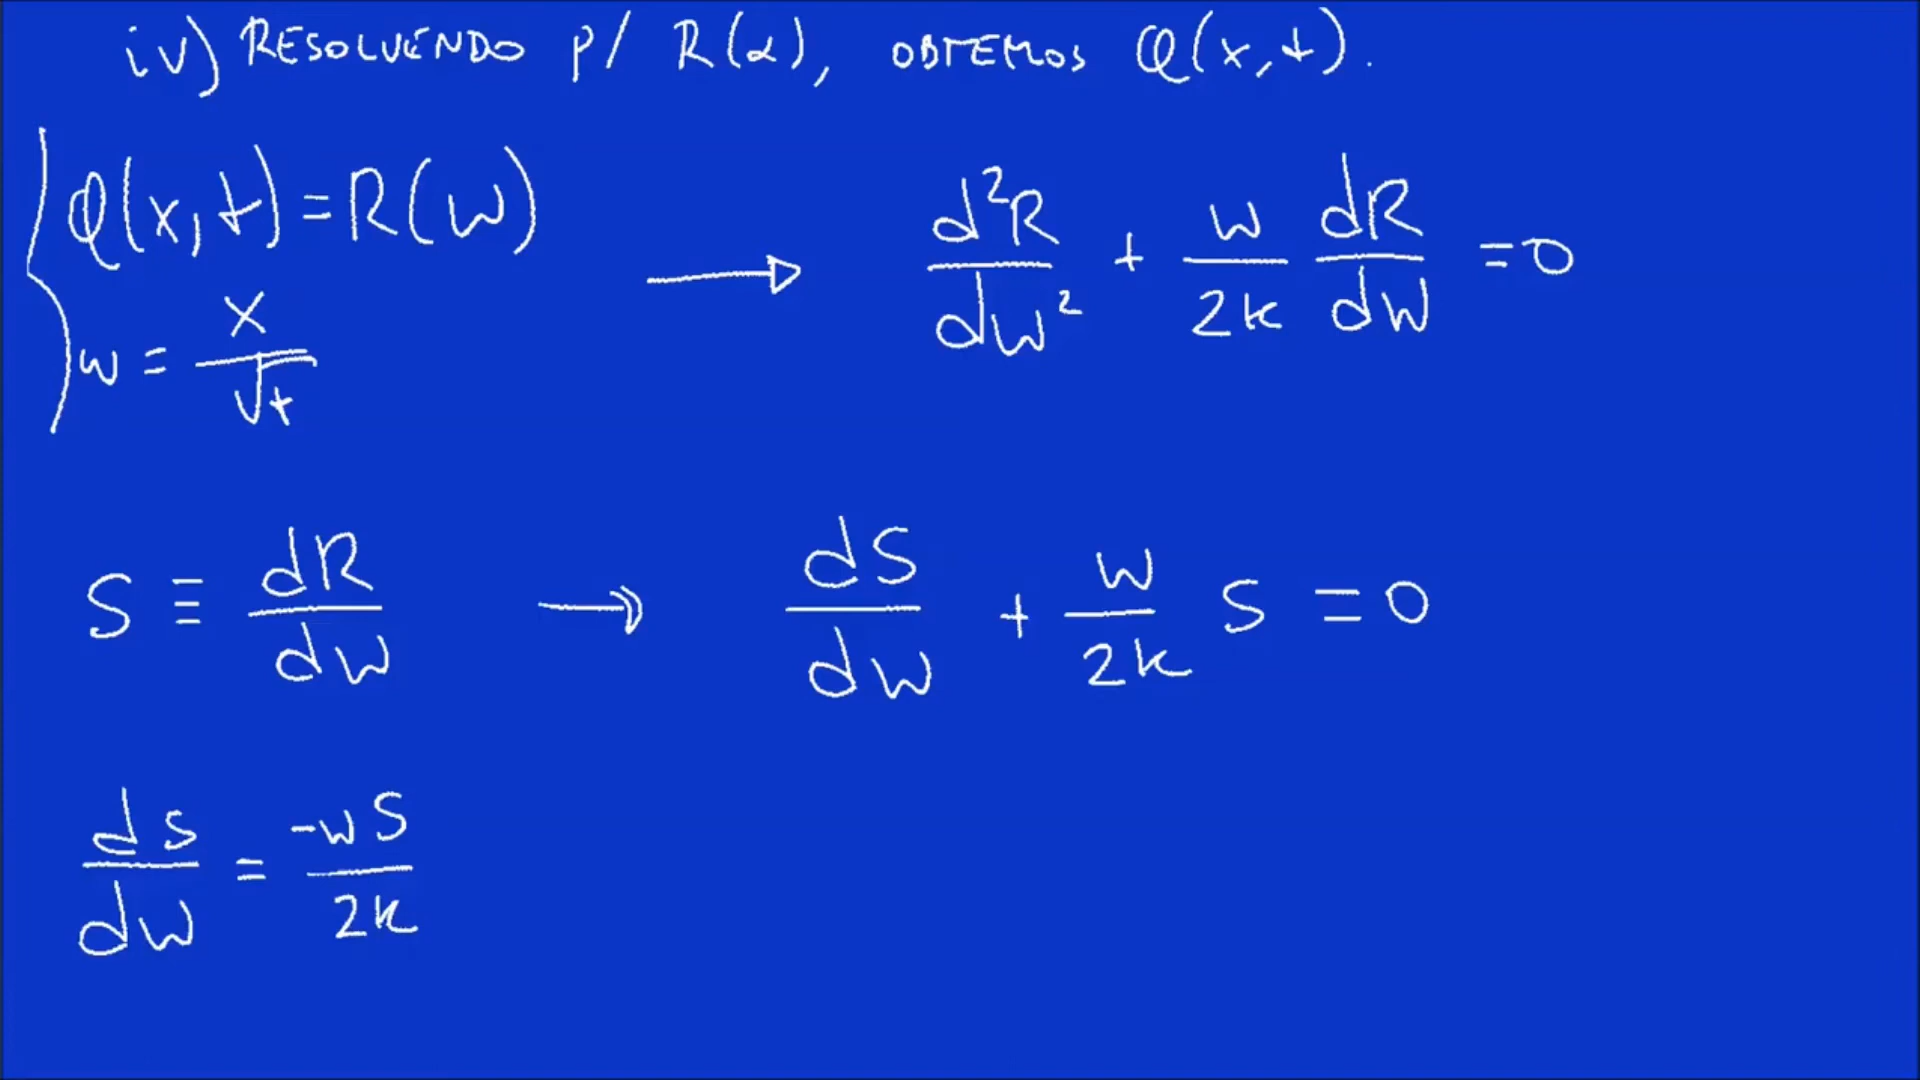 iv) RESOLVENDO P/ R(α), OBTEMOS Q(x,t).
Q(x,t) = R(w) → d²R/dw² + w/2k dR/dw = 0
w = x/√t
S ≡ dR/dw → dS/dw + w/2k S = 0
dS/dw = -wS/2k